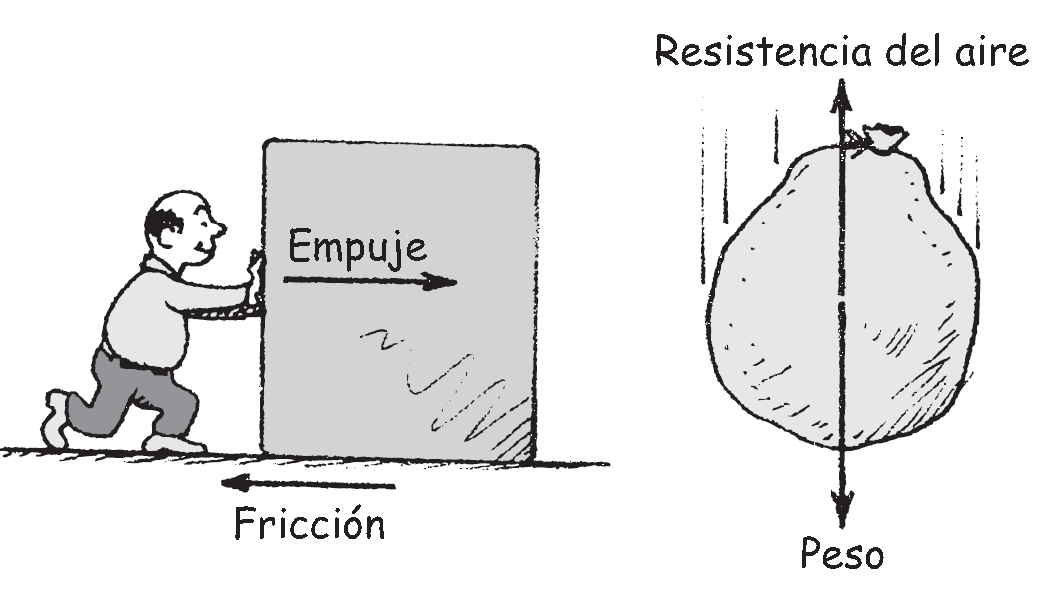 Empuje
Fricción
Resistencia del aire
Peso